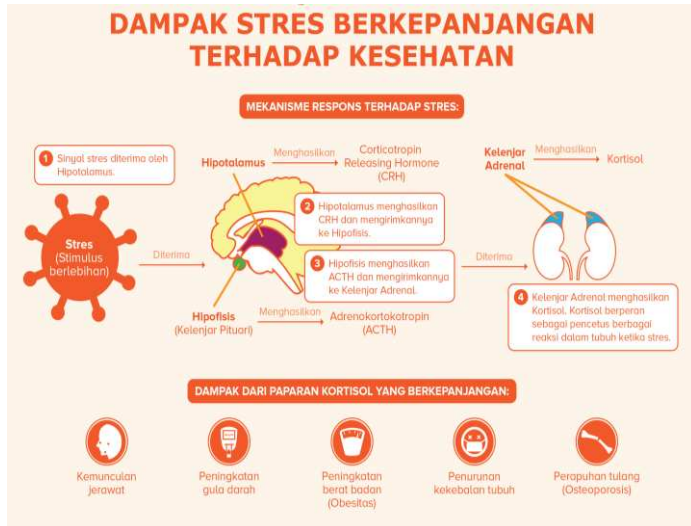 DAMPAK STRES BERKEPANJANGAN
TERHADAP KESEHATAN
MEKANISME RESPONS TERHADAP STRES:
1 Sinyal stres diterima oleh
Hipotalamus.
Stres
(Stimulus
berlebihan)
Diterima
Hipotalamus
Menghasilkan
Corticotropin
Releasing Hormone
(CRH)
2 Hipotalamus menghasilkan
CRH dan mengirimkannya
ke Hipofisis.
3 Hipofisis menghasilkan
ACTH dan mengirimkannya
ke Kelenjar Adrenal.
Hipofisis
(Kelenjar Pituari)
Menghasilkan
Adrenokortokotropin
(ACTH)
Diterima
Kelenjar
Adrenal
Menghasilkan
Kortisol
4 Kelenjar Adrenal menghasilkan
Kortisol. Kortisol berperan
sebagai pencetus berbagai
reaksi dalam tubuh ketika stres.
DAMPAK DARI PAPARAN KORTISOL YANG BERKEPANJANGAN:
Kemunculan
jerawat
Peningkatan
gula darah
Peningkatan
berat badan
(Obesitas)
Penurunan
kekebalan tubuh
Perapuhan tulang
(Osteoporosis)